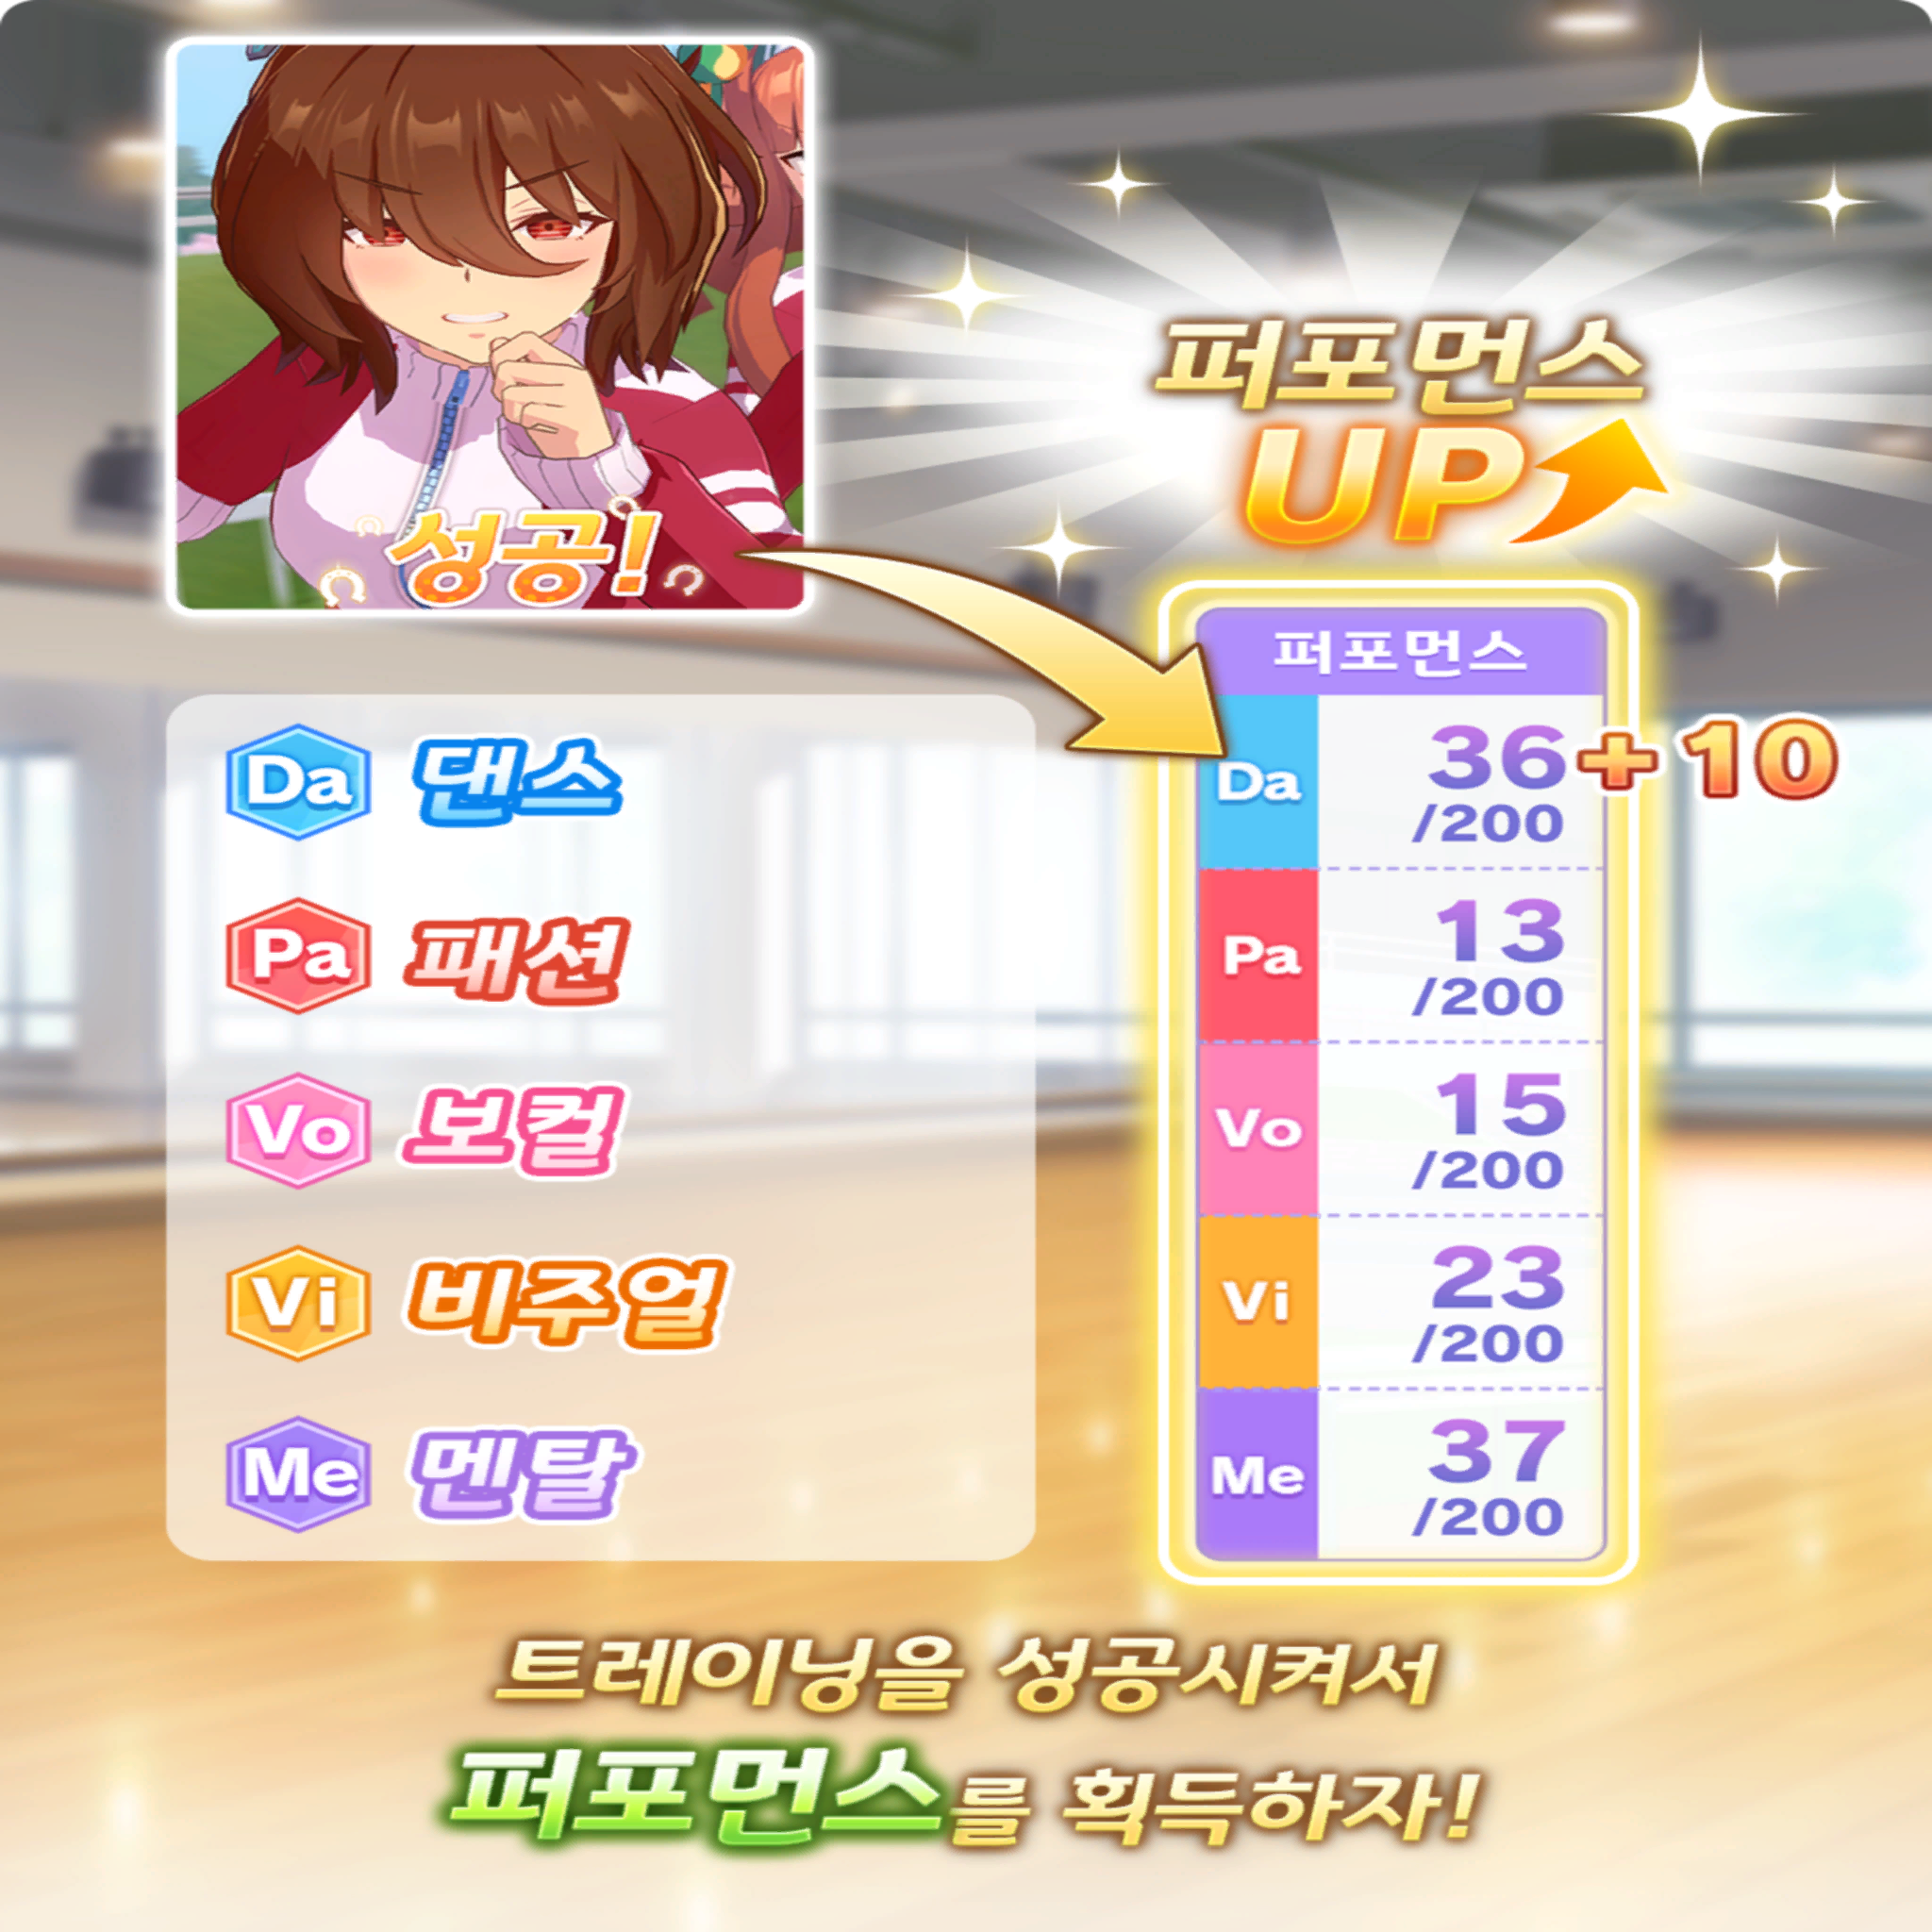 성공!
퍼포먼스
UP
Da 댄스
Pa 패션
Vo 보컬
Vi 비주얼
Me 멘탈
퍼포먼스
Da 36 +10
/200
Pa 13
/200
Vo 15
/200
Vi 23
/200
Me 37
/200
트레이닝을 성공시켜서
퍼포먼스를 획득하자!